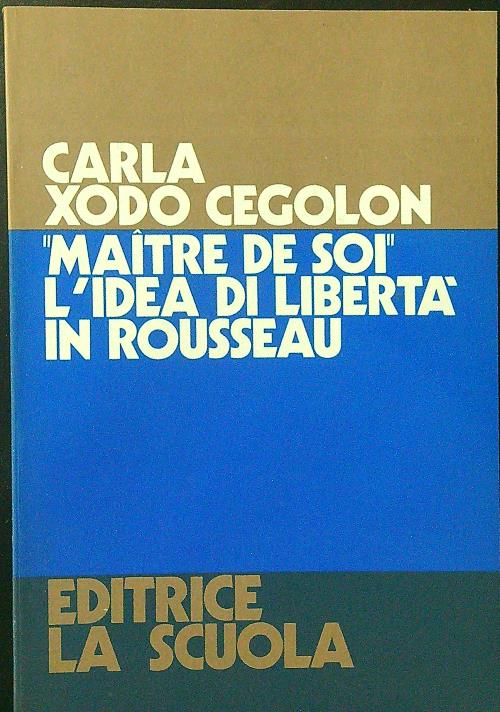 CARLA
XODO CEGOLON
"MAÎTRE DE SOI"
L'IDEA DI LIBERTÀ
IN ROUSSEAU
EDITRICE
LA SCUOLA